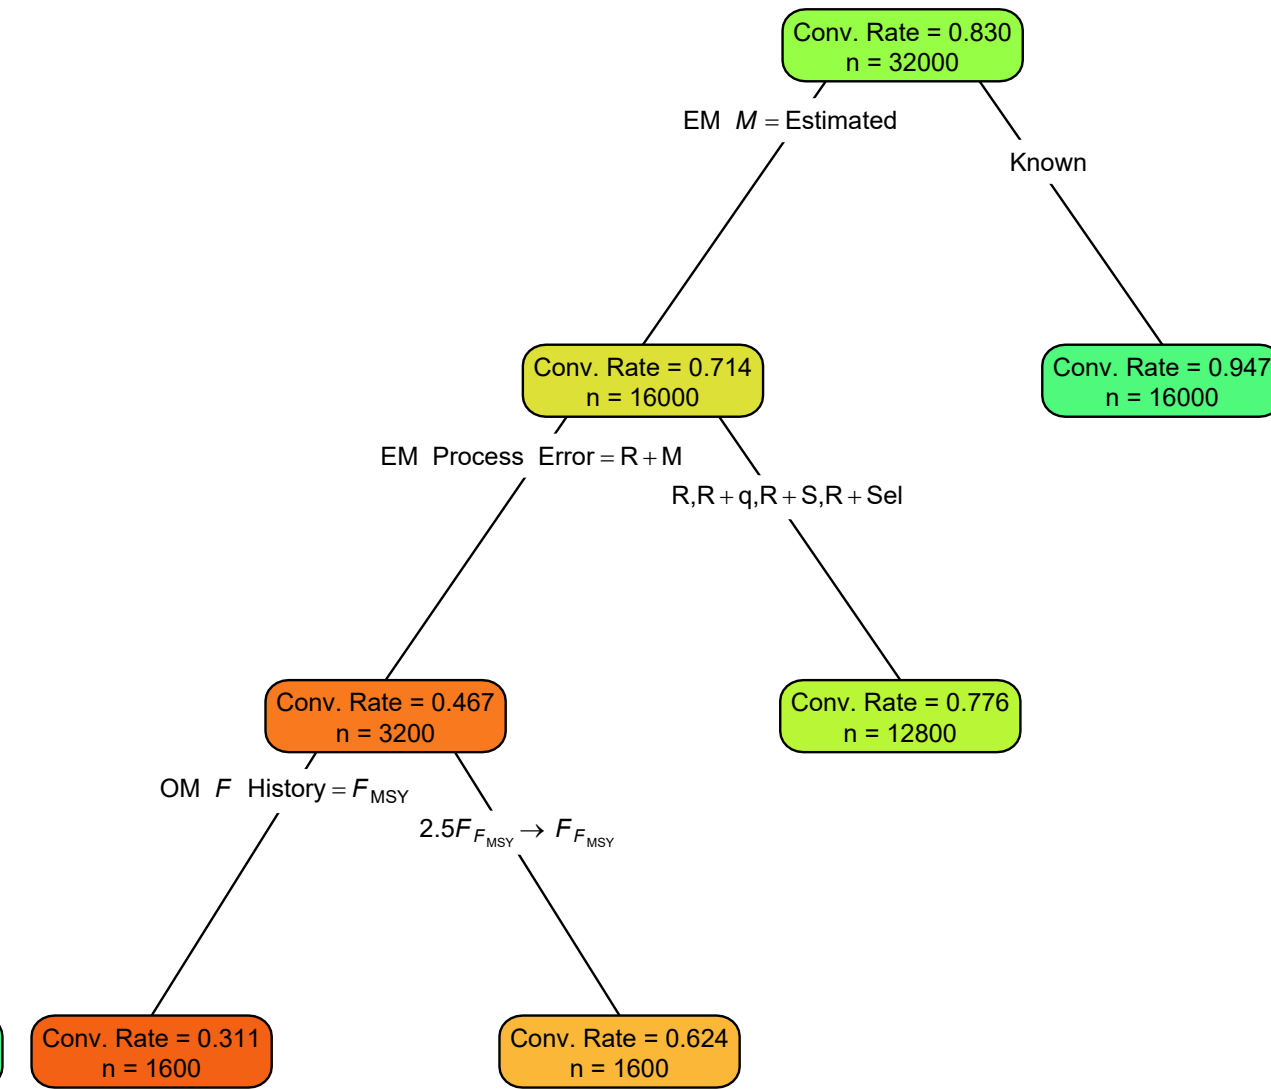 Conv. Rate = 0.830
n = 32000
EM M = Estimated
Known
Conv. Rate = 0.714
n = 16000
Conv. Rate = 0.947
n = 16000
EM Process Error = R + M
R,R + q,R + S,R + Sel
Conv. Rate = 0.467
n = 3200
Conv. Rate = 0.776
n = 12800
OM F History = F_MSY
2.5F_F_MSY → F_F_MSY
Conv. Rate = 0.311
n = 1600
Conv. Rate = 0.624
n = 1600